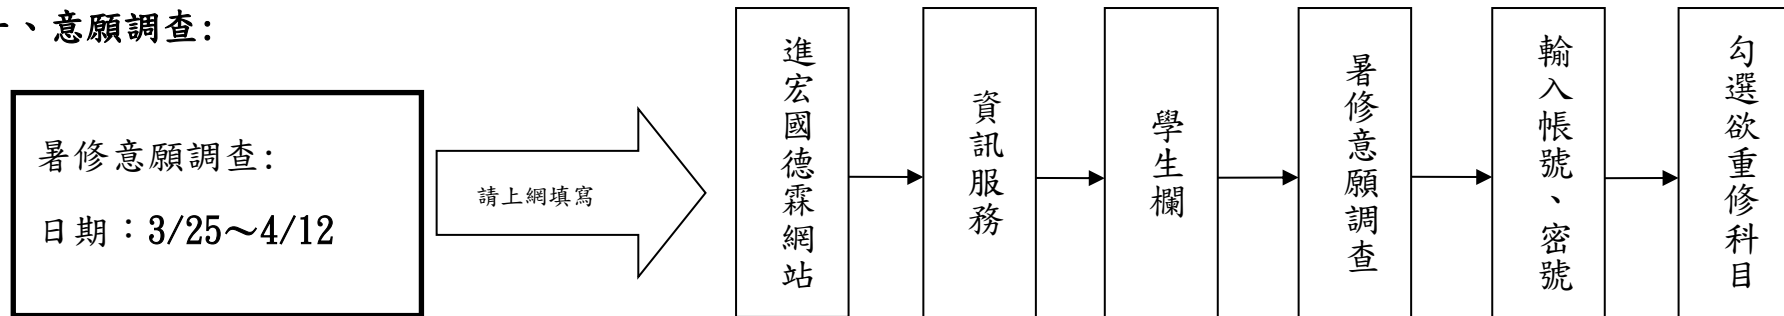 一、意願調查:
暑修意願調查:
日期：3/25～4/12
請上網填寫
進宏國德霖網站
資訊服務
學生欄
暑修意願調查
輸入帳號、密號
勾選欲重修科目